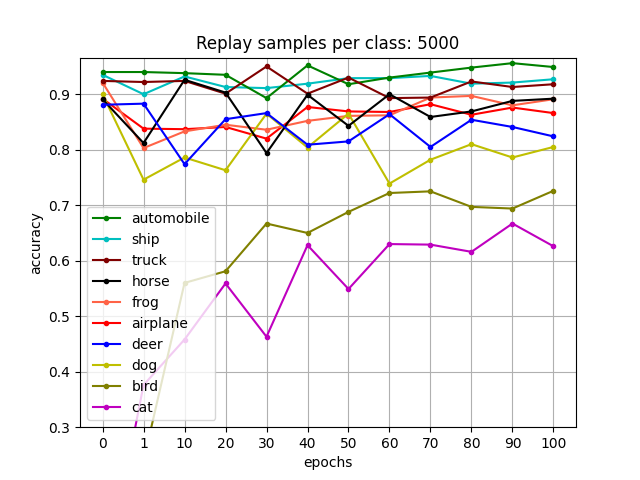 Replay samples per class: 5000
accuracy
0.9
0.8
0.7
0.6
0.5
0.4
0.3
automobile
ship
truck
horse
frog
airplane
deer
dog
bird
cat
0 1 10 20 30 40 50 60 70 80 90 100
epochs